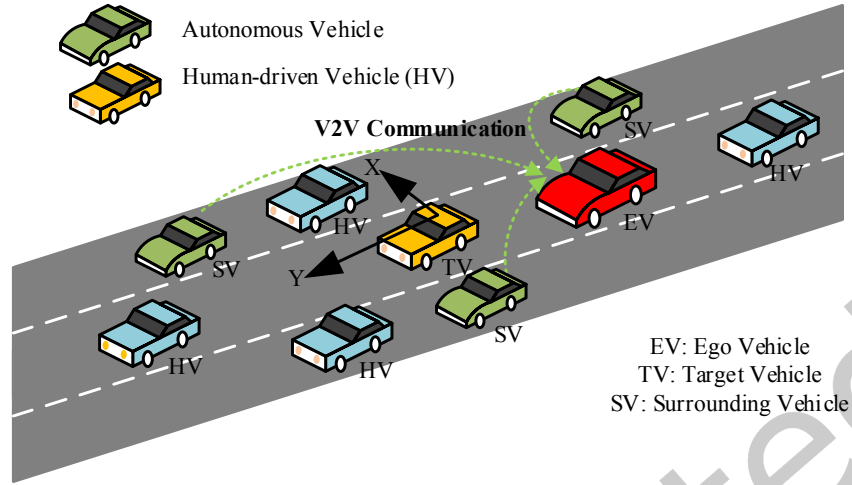 Autonomous Vehicle
Human-driven Vehicle (HV)
V2V Communication
SV
HV
X
HV
EV
SV
Y
TV
HV
HV
SV
EV: Ego Vehicle
TV: Target Vehicle
SV: Surrounding Vehicle